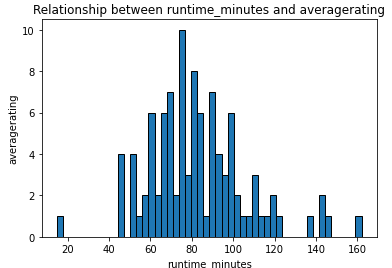 Relationship between runtime_minutes and averagerating
10
8
6
4
2
0
averagerating
20 40 60 80 100 120 140 160
runtime_minutes